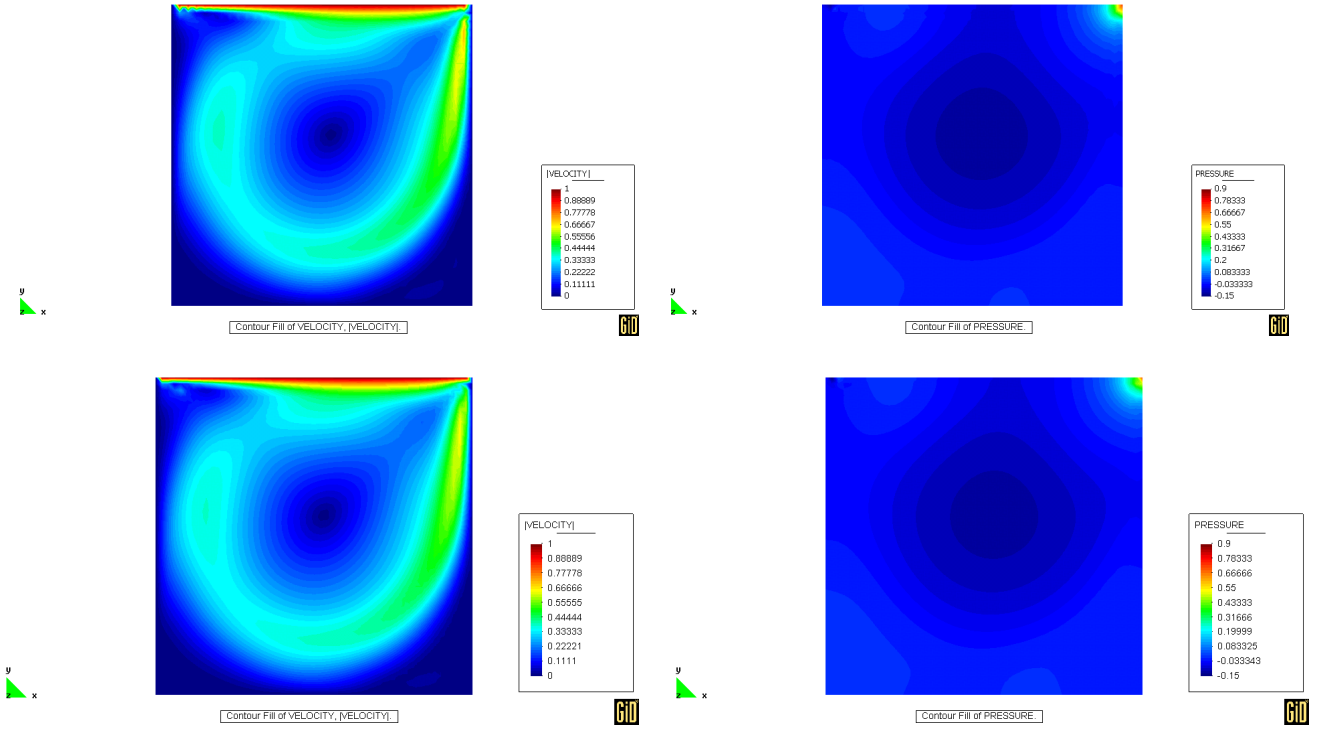 |VELOCITY|
1
0.88889
0.77778
0.66667
0.55556
0.44444
0.33333
0.22222
0.11111
0
y
z x
Contour Fill of VELOCITY, |VELOCITY|.
GiD
PRESSURE
0.9
0.78333
0.66667
0.55
0.43333
0.31667
0.2
0.083333
-0.033333
-0.15
y
z x
Contour Fill of PRESSURE.
GiD
|VELOCITY|
1
0.88889
0.77778
0.66666
0.55555
0.44444
0.33333
0.22221
0.1111
0
y
z x
Contour Fill of VELOCITY, |VELOCITY|.
GiD
PRESSURE
0.9
0.78333
0.66666
0.55
0.43333
0.31666
0.19999
0.083325
-0.033343
-0.15
y
z x
Contour Fill of PRESSURE.
GiD